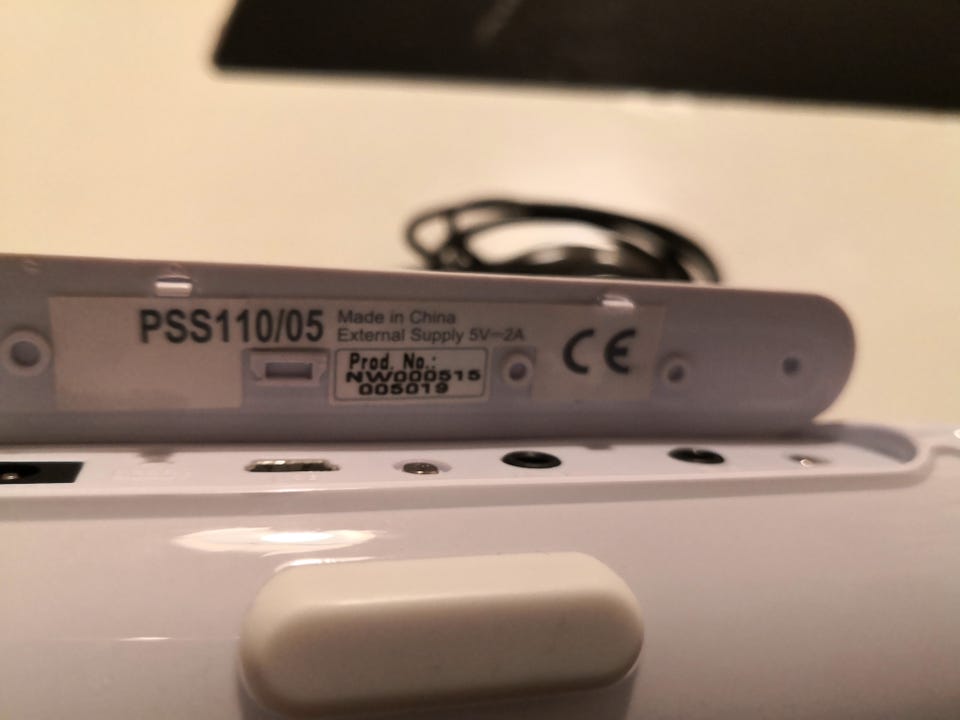 PSS110/05
Made in China
External Supply 5V⎓2A
Prod. No.:
NW000515
005019
CE